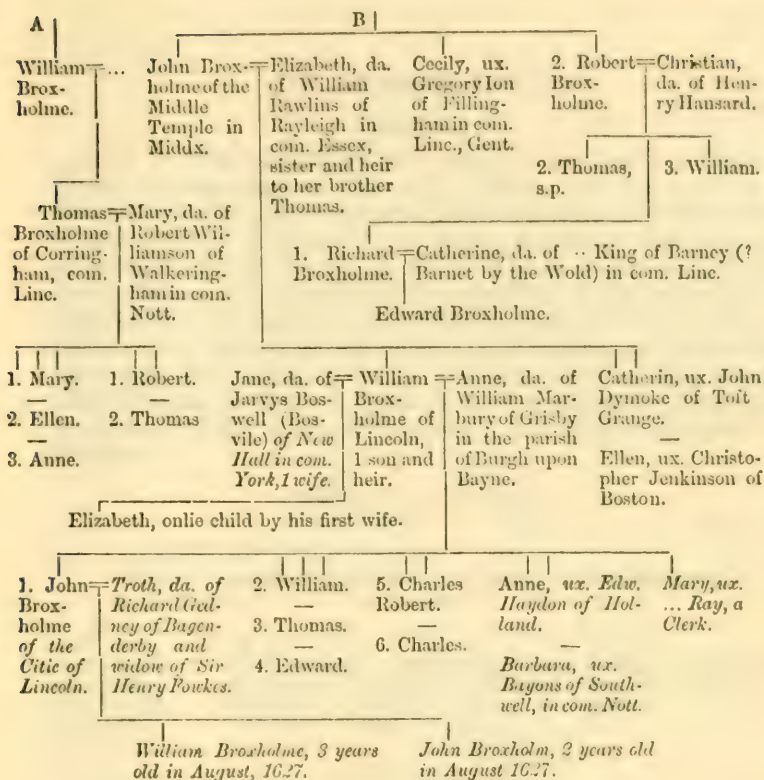 A
B
William
Brox-
holme.
...
John Brox-
holme of the
Middle
Temple in
Middx.
Elizabeth, da.
of William
Rawlins of
Rayleigh in
com. Essex,
sister and heir
to her brother
Thomas.
Cecily, ux.
Gregory Ion
of Filling-
ham in com.
Linc., Gent.
2. Robert
Brox-
holme.
Christian,
da. of Hen-
ry Hansard.
2. Thomas,
s.p.
3. William.
Thomas
Broxholme
of Corring-
ham, com.
Linc.
Mary, da. of
Robert Wil-
liamson of
Walkering-
ham in com.
Nott.
1. Richard
Broxholme.
Catherine, da. of .. King of Barney (?
Barnet by the Wold) in com. Linc.
Edward Broxholme.
1. Mary.
—
2. Ellen.
—
3. Anne.
1. Robert.
—
2. Thomas
Jane, da. of
Jarvys Bos-
well (Bos-
vile) of New
Hall in com.
York, 1 wife.
William
Brox-
holme of
Lincoln,
1 son and
heir.
Anne, da. of
William Mar-
bury of Grisby
in the parish
of Burgh upon
Bayne.
Catherin, ux. John
Dymoke of Toft
Grange.
—
Ellen, ux. Christo-
pher Jenkinson of
Boston.
Elizabeth, onlie child by his first wife.
1. John
Brox-
holme
of the
Citie of
Lincoln.
Troth, da. of
Richard Ged-
ney of Bagen-
derby and
widow of Sir
Henry Fowkes.
2. William.
—
3. Thomas.
—
4. Edward.
5. Charles
Robert.
—
6. Charles.
Anne, ux. Edw.
Haydon of Hol-
land.
—
Barbara, ux.
Bayons of South-
well, in com. Nott.
Mary, ux.
... Ray, a
Clerk.
William Broxholme, 3 years
old in August, 1627.
John Broxholm, 2 years old
in August, 1627.